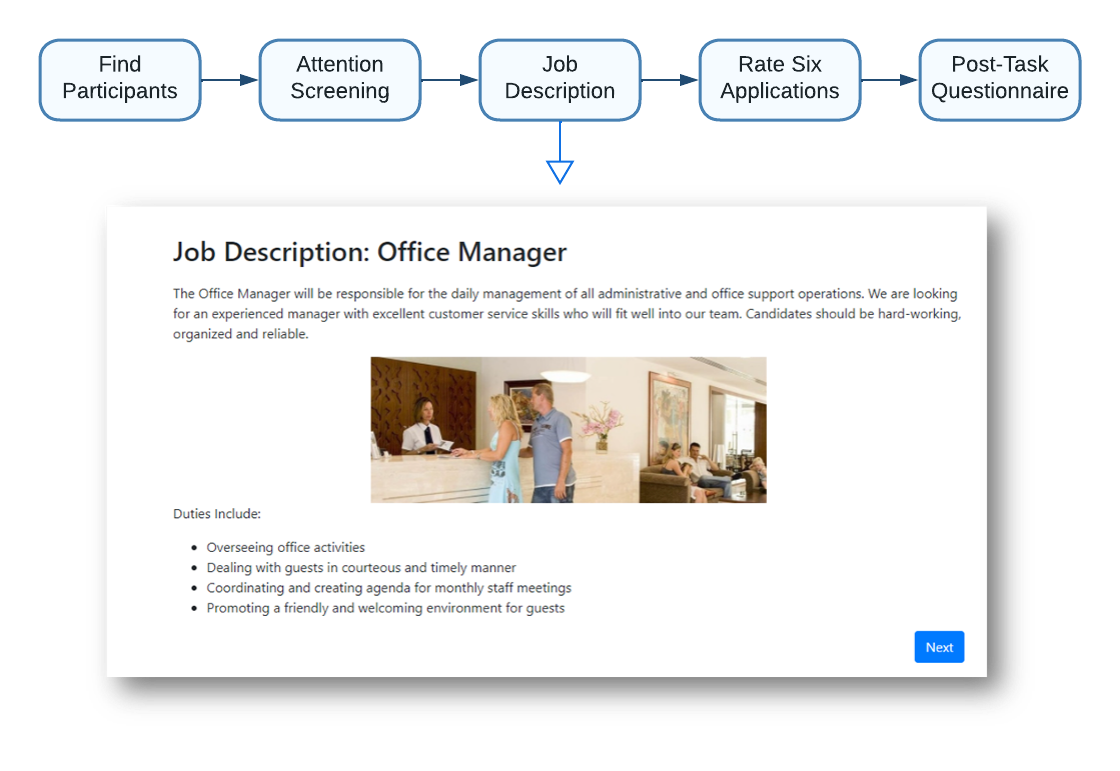 Find
Participants
Attention
Screening
Job
Description
Rate Six
Applications
Post-Task
Questionnaire
Job Description: Office Manager
The Office Manager will be responsible for the daily management of all administrative and office support operations. We are looking
for an experienced manager with excellent customer service skills who will fit well into our team. Candidates should be hard-working,
organized and reliable.
Duties Include:
• Overseeing office activities
• Dealing with guests in courteous and timely manner
• Coordinating and creating agenda for monthly staff meetings
• Promoting a friendly and welcoming environment for guests
Next